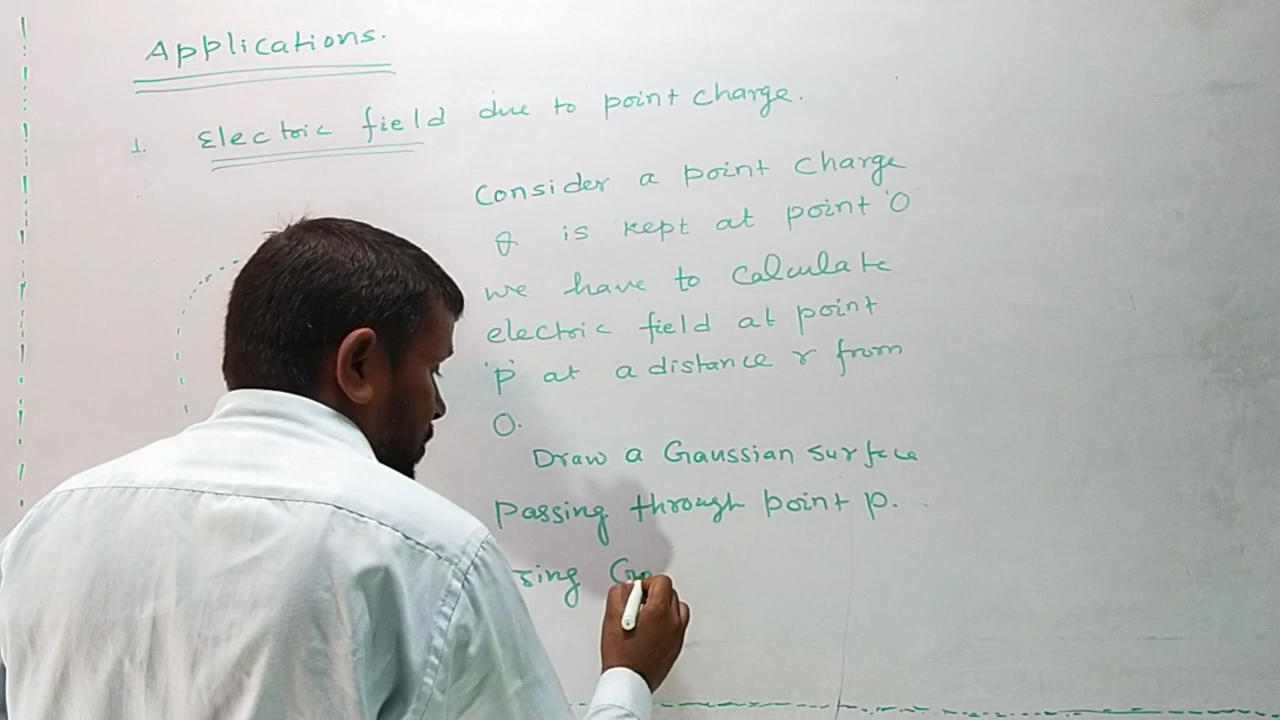 Applications.
1. Electric field due to point charge.
Consider a point charge
Q is kept at point 'O
we have to calculate
electric field at point
'P' at a distance r from
O.
Draw a Gaussian surface
passing through point P.
sing